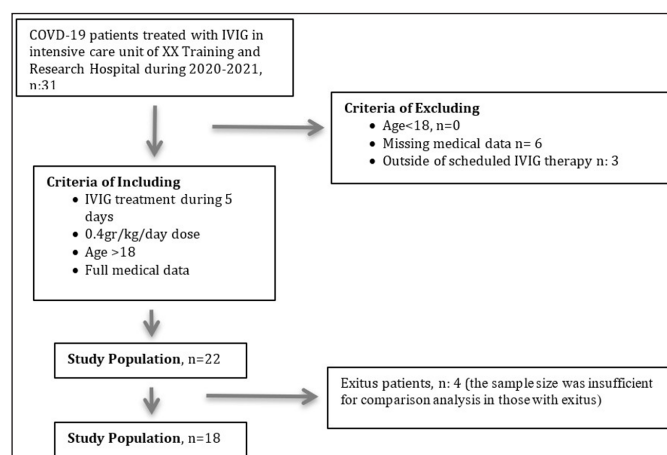 COVD-19 patients treated with IVIG in
intensive care unit of XX Training and
Research Hospital during 2020-2021,
n:31
Criteria of Excluding
• Age<18, n=0
• Missing medical data n= 6
• Outside of scheduled IVIG therapy n: 3
Criteria of Including
• IVIG treatment during 5
days
• 0.4gr/kg/day dose
• Age >18
• Full medical data
Study Population, n=22
Exitus patients, n: 4 (the sample size was insufficient
for comparison analysis in those with exitus)
Study Population, n=18